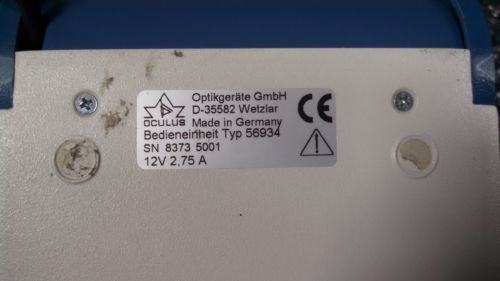 Optikgeräte GmbH
D-35582 Wetzlar
OCULUS Made in Germany
Bedieneinheit Typ 56934
SN 8373 5001
12V 2,75 A
CE